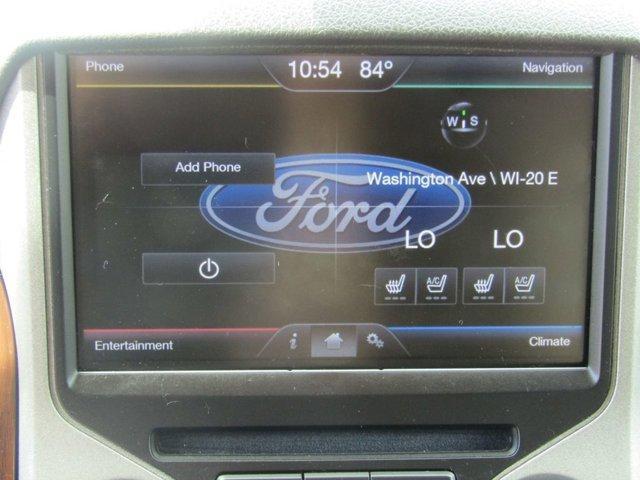 Phone
10:54 84°
Navigation
W S
Add Phone
Washington Ave \ WI-20 E
Ford
LO LO
A/C A/C
Entertainment
i
Climate